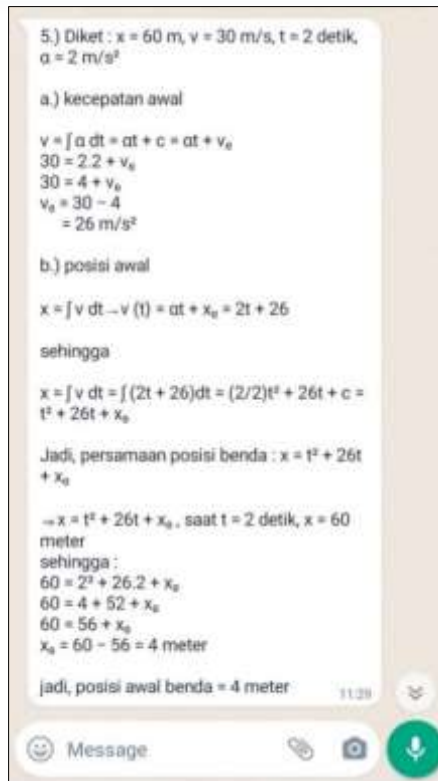 5.) Diket : x = 60 m, v = 30 m/s, t = 2 detik,
a = 2 m/s²
a.) kecepatan awal
v = ∫ a dt = at + c = at + v₀
30 = 2.2 + v₀
30 = 4 + v₀
v₀ = 30 - 4
= 26 m/s²
b.) posisi awal
x = ∫ v dt → v (t) = at + x₀ = 2t + 26
sehingga
x = ∫ v dt = ∫ (2t + 26)dt = (2/2)t² + 26t + c =
t² + 26t + x₀
Jadi, persamaan posisi benda : x = t² + 26t
+ x₀
→ x = t² + 26t + x₀ , saat t = 2 detik, x = 60
meter
sehingga :
60 = 2² + 26.2 + x₀
60 = 4 + 52 + x₀
60 = 56 + x₀
x₀ = 60 - 56 = 4 meter
jadi, posisi awal benda = 4 meter
11:29
Message